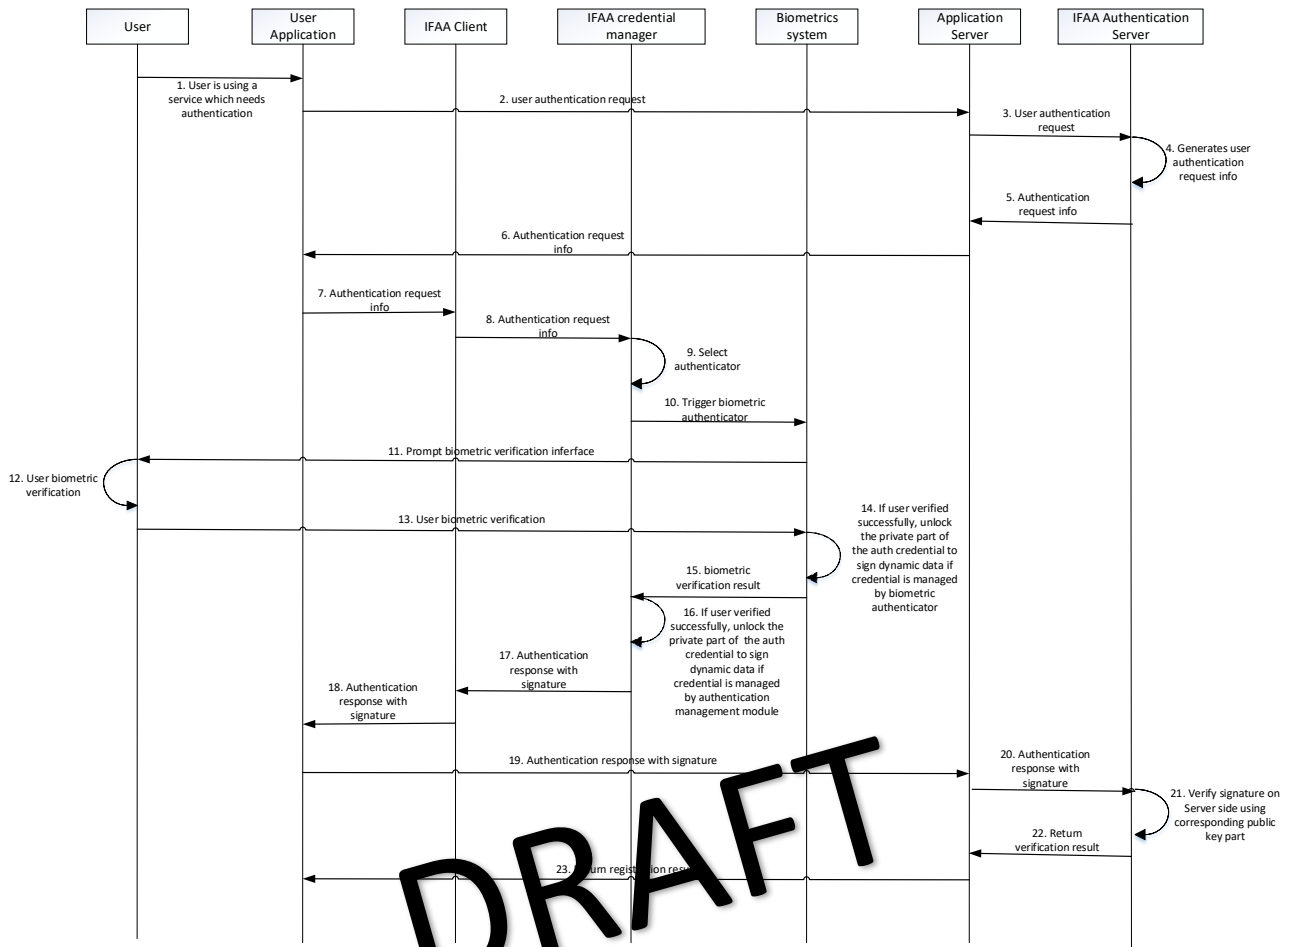 User
User
Application
IFAA Client
IFAA credential
manager
Biometrics
system
Application
Server
IFAA Authentication
Server
1. User is using a
service which needs
authentication
2. user authentication request
3. User authentication
request
4. Generates user
authentication
request info
5. Authentication
request info
6. Authentication request
info
7. Authentication request
info
8. Authentication request
info
9. Select
authenticator
10. Trigger biometric
authenticator
11. Prompt biometric verification inferface
12. User biometric
verification
13. User biometric verification
14. If user verified
successfully, unlock
the private part of
the auth credential to
sign dynamic data if
credential is managed
by biometric
authenticator
15. biometric
verification result
16. If user verified
successfully, unlock the
private part of the auth
credential to sign
dynamic data if
credential is managed
by authentication
management module
17. Authentication
response with
signature
18. Authentication
response with
signature
19. Authentication response with signature
20. Authentication
response with
signature
21. Verify signature on
Server side using
corresponding public
key part
22. Return
verification result
23.
DRAFT